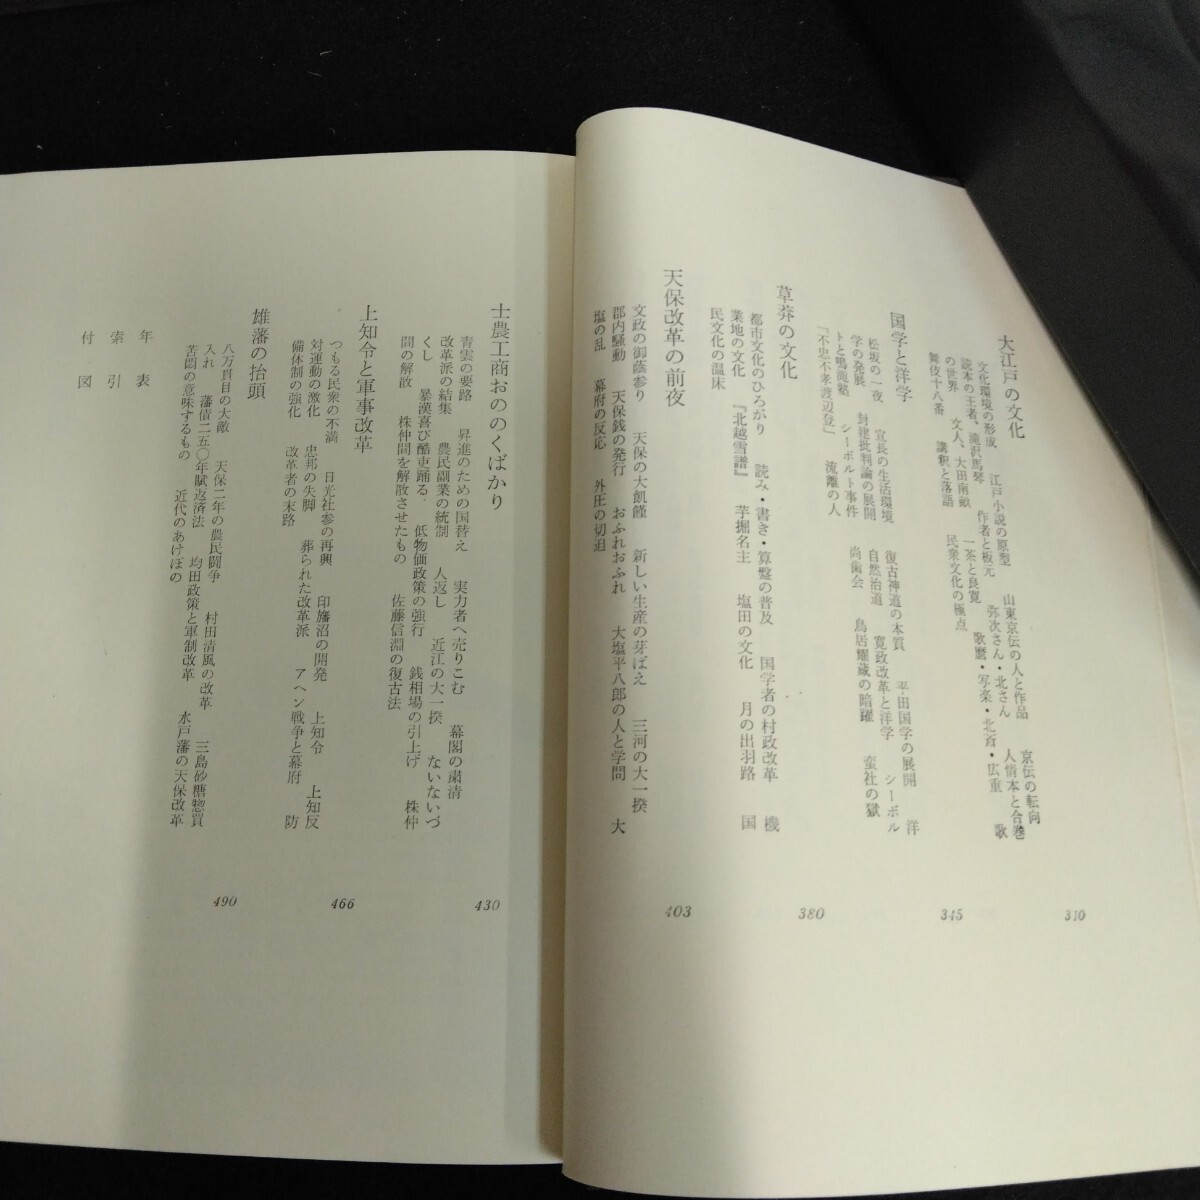 大江戸の文化
文化環境の形成　江戸小説の原型　山東京伝の人と作品　京伝の転向
読本の王者、滝沢馬琴　作者と板元　弥次さん・北さん　人情本と合巻
の世界　文人、大田南畝　一茶と良寛　歌麿・写楽・北斎・広重　歌
舞伎十八番　講釈と落語　民衆文化の極点
310
国学と洋学
松坂の一夜　宣長の生活環境　復古神道の本質　平田国学の展開　洋
学の発展　封建批判論の展開　自然治道　寛政改革と洋学　シーボル
トと鳴滝塾　シーボルト事件　尚歯会　鳥居耀蔵の暗躍　蛮社の獄
「不忠不孝渡辺登」　流離の人
345
草莽の文化
都市文化のひろがり　読み・書き・算盤の普及　国学者の村政改革　機
業地の文化　『北越雪譜』　芋掘名主　塩田の文化　月の出羽路　国
民文化の温床
380
天保改革の前夜
文政の御蔭参り　天保の大飢饉　新しい生産の芽ばえ　三河の大一揆
郡内騒動　天保銭の発行　おふれおふれ　大塩平八郎の人と学問　大
塩の乱　幕府の反応　外圧の切迫
403
士農工商おののくばかり
青雲の要路　昇進のための国替え　実力者へ売りこむ　幕閣の粛清
改革派の結集　農民副業の統制　人返し　近江の大一揆　ないないづ
くし　暴漢喜び酷吏踊る　低物価政策の強行　銭相場の引上げ　株仲
間の解散　株仲間を解散させたもの　佐藤信淵の復古法
430
上知令と軍事改革
つもる民衆の不満　日光社参の再興　印旛沼の開発　上知令　上知反
対運動の激化　忠邦の失脚　葬られた改革派　アヘン戦争と幕府　防
備体制の強化　改革者の末路
466
雄藩の抬頭
八万貫目の大敵　天保二年の農民闘争　村田清風の改革　三島砂糖惣買
入れ　藩債二五〇年賦返済法　均田政策と軍制改革　水戸藩の天保改革
苦悶の意味するもの　近代のあけぼの
490
年表
索引
付図